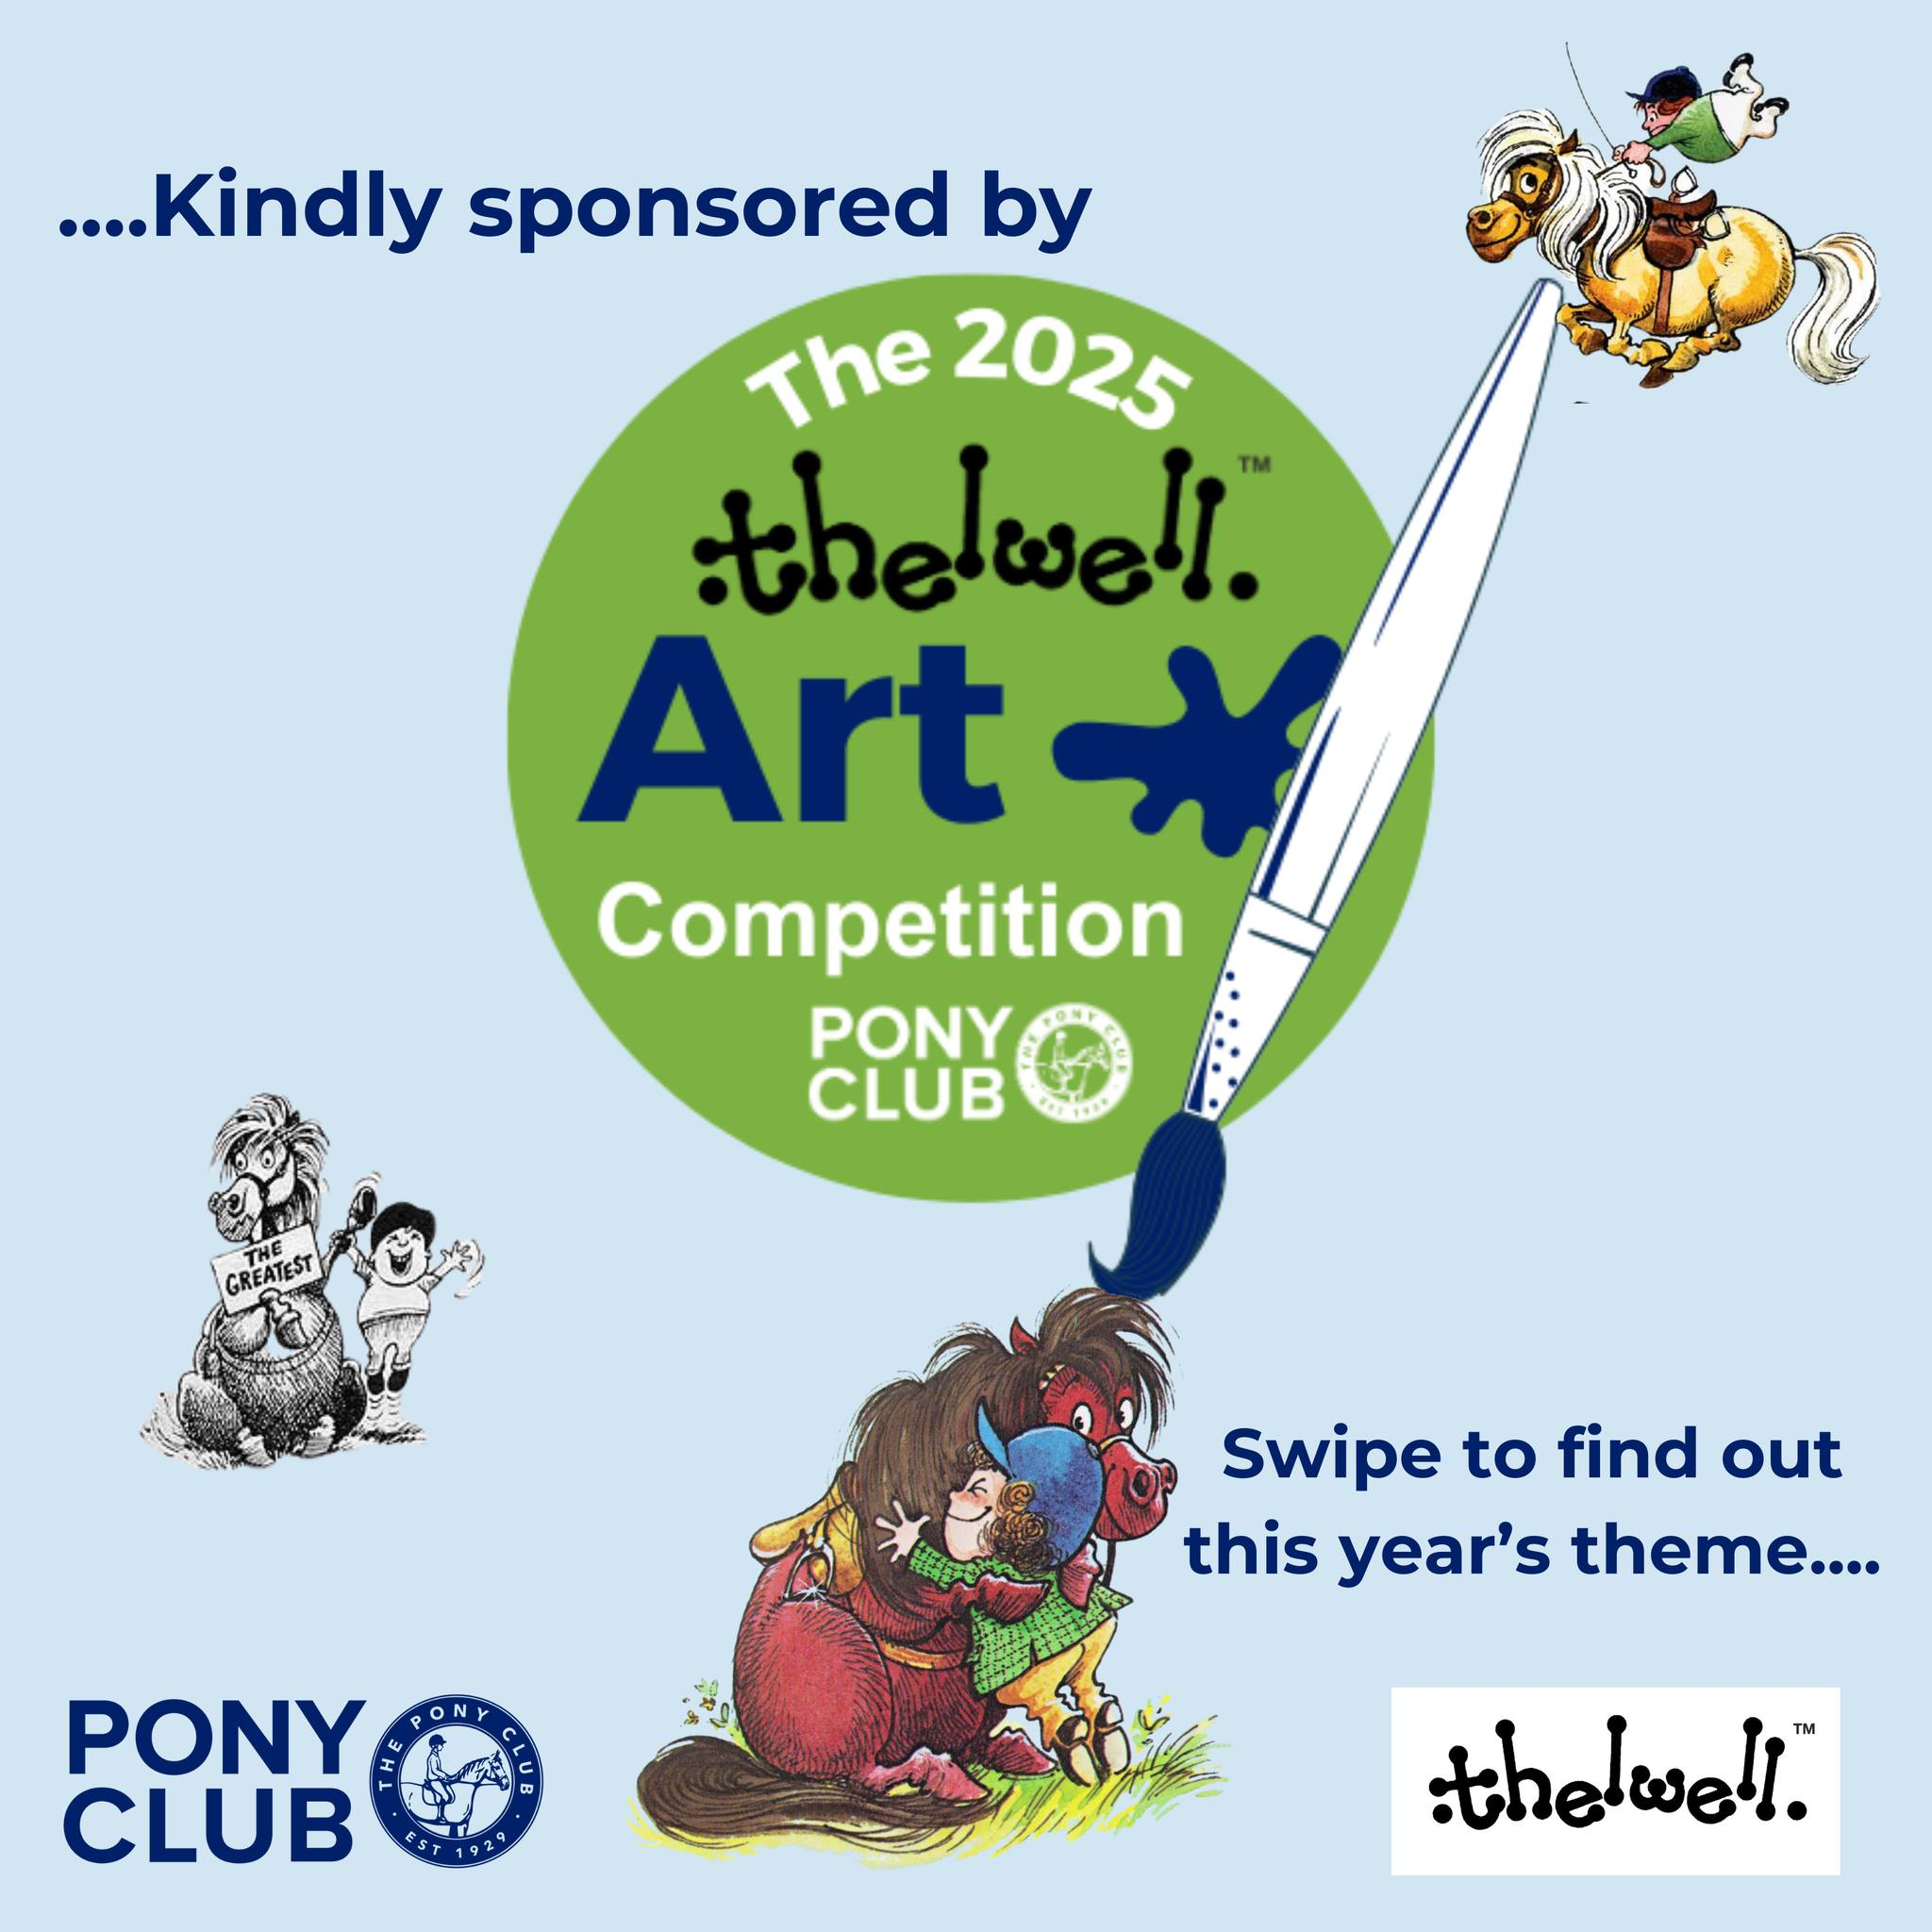 ....Kindly sponsored by
The 2025
thelwell. ™
Art
Competition
PONY
CLUB
THE PONY CLUB
EST 1929
THE
GREATEST
Swipe to find out
this year’s theme....
PONY
CLUB
THE PONY CLUB
EST 1929
thelwell. ™